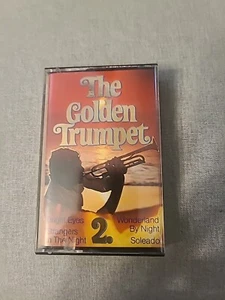 The
Golden
Trumpet
Eyes
Wonderland
Strangers
By Night
In The Night
Soleado
2.